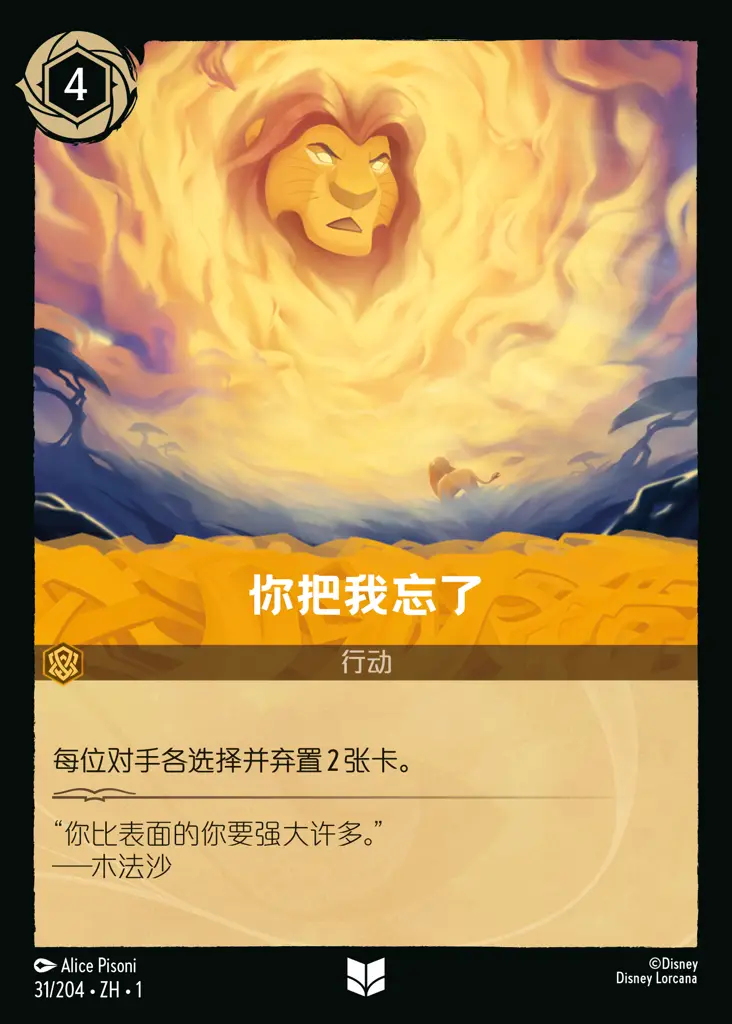 4
你把我忘了
行动
每位对手各选择并弃置2张卡。
“你比表面的你要强大许多。”
——木法沙
Alice Pisoni
31/204 • ZH • 1
©Disney
Disney Lorcana